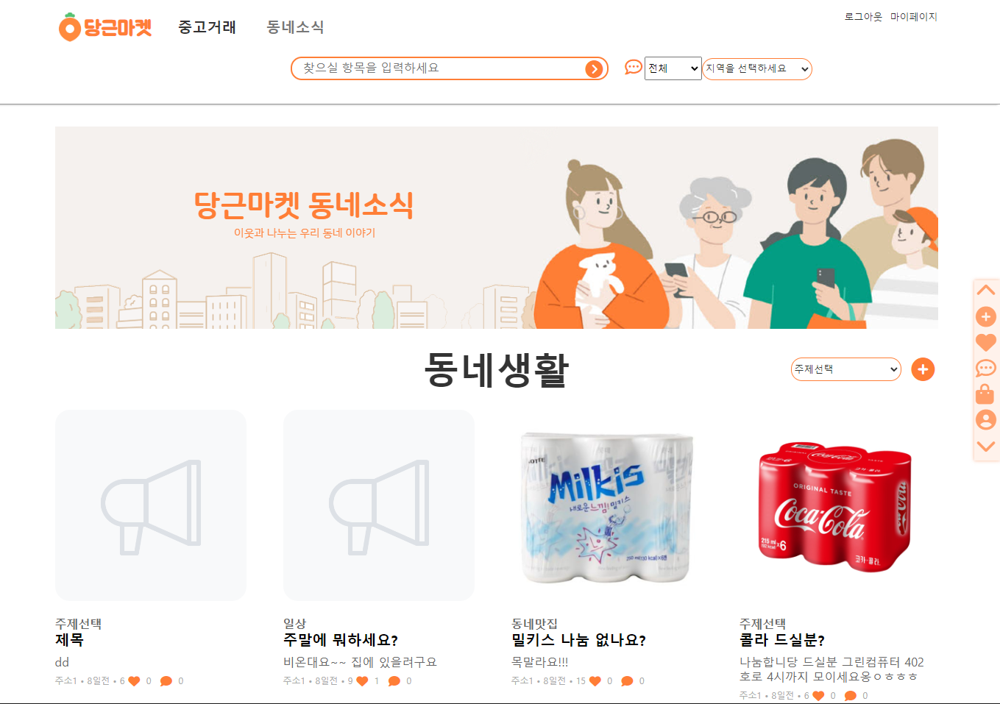 당근마켓 중고거래 동네소식 로그아웃 마이페이지
찾으실 항목을 입력하세요 전체 지역을 선택하세요
당근마켓 동네소식
이웃과 나누는 우리 동네 이야기
동네생활 주제선택
LOTTE
Milkis
새로운 느낌! 밀키스
ORIGINAL TASTE
Coca-Cola
215 ml x6
코카-콜라
주제선택
제목
dd
주소1 • 8일전 • 6 0 0
일상
주말에 뭐하세요?
비온대요~~ 집에 있을려구요
주소1 • 8일전 • 9 1 0
동네맛집
밀키스 나눔 없나요?
목말라요!!!
주소1 • 8일전 • 15 0 0
주제선택
콜라 드실분?
나눔합니당 드실분 그린컴퓨터 402
호로 4시까지 모이세요옹ㅇㅎㅎㅎ
주소1 • 8일전 • 6 0 0